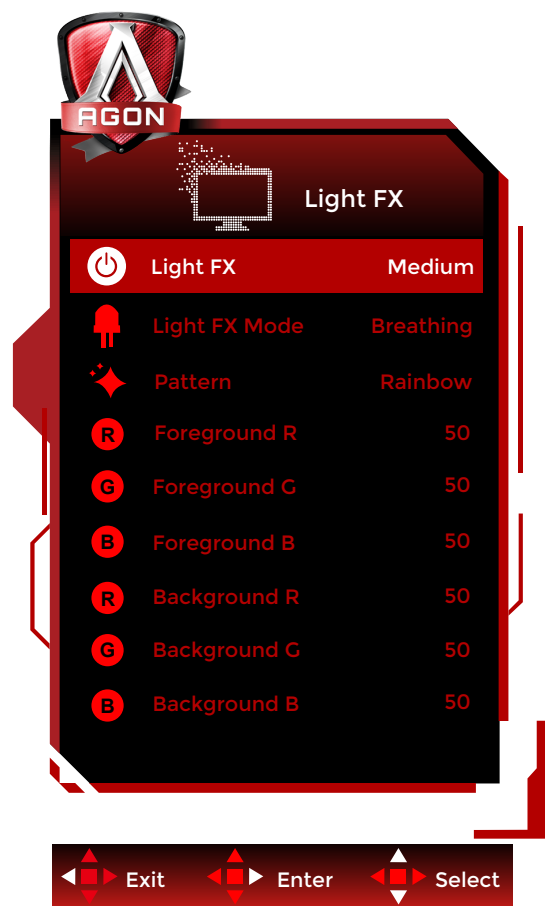 AGON
Light FX
Light FX Medium
Light FX Mode Breathing
Pattern Rainbow
R Foreground R 50
G Foreground G 50
B Foreground B 50
R Background R 50
G Background G 50
B Background B 50
Exit Enter Select